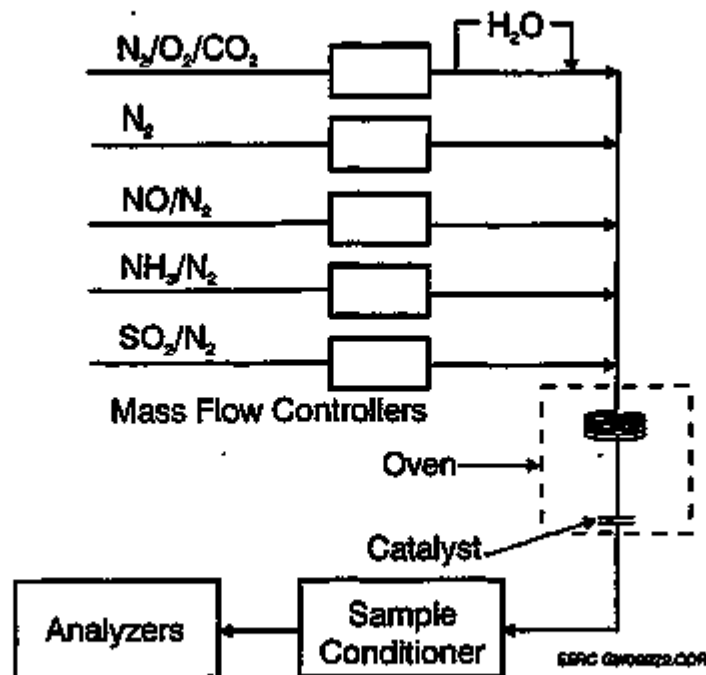 H₂O
N₂/O₂/CO₂
N₂
NO/N₂
NH₃/N₂
SO₂/N₂
Mass Flow Controllers
Oven
Catalyst
Analyzers
Sample
Conditioner
EERC